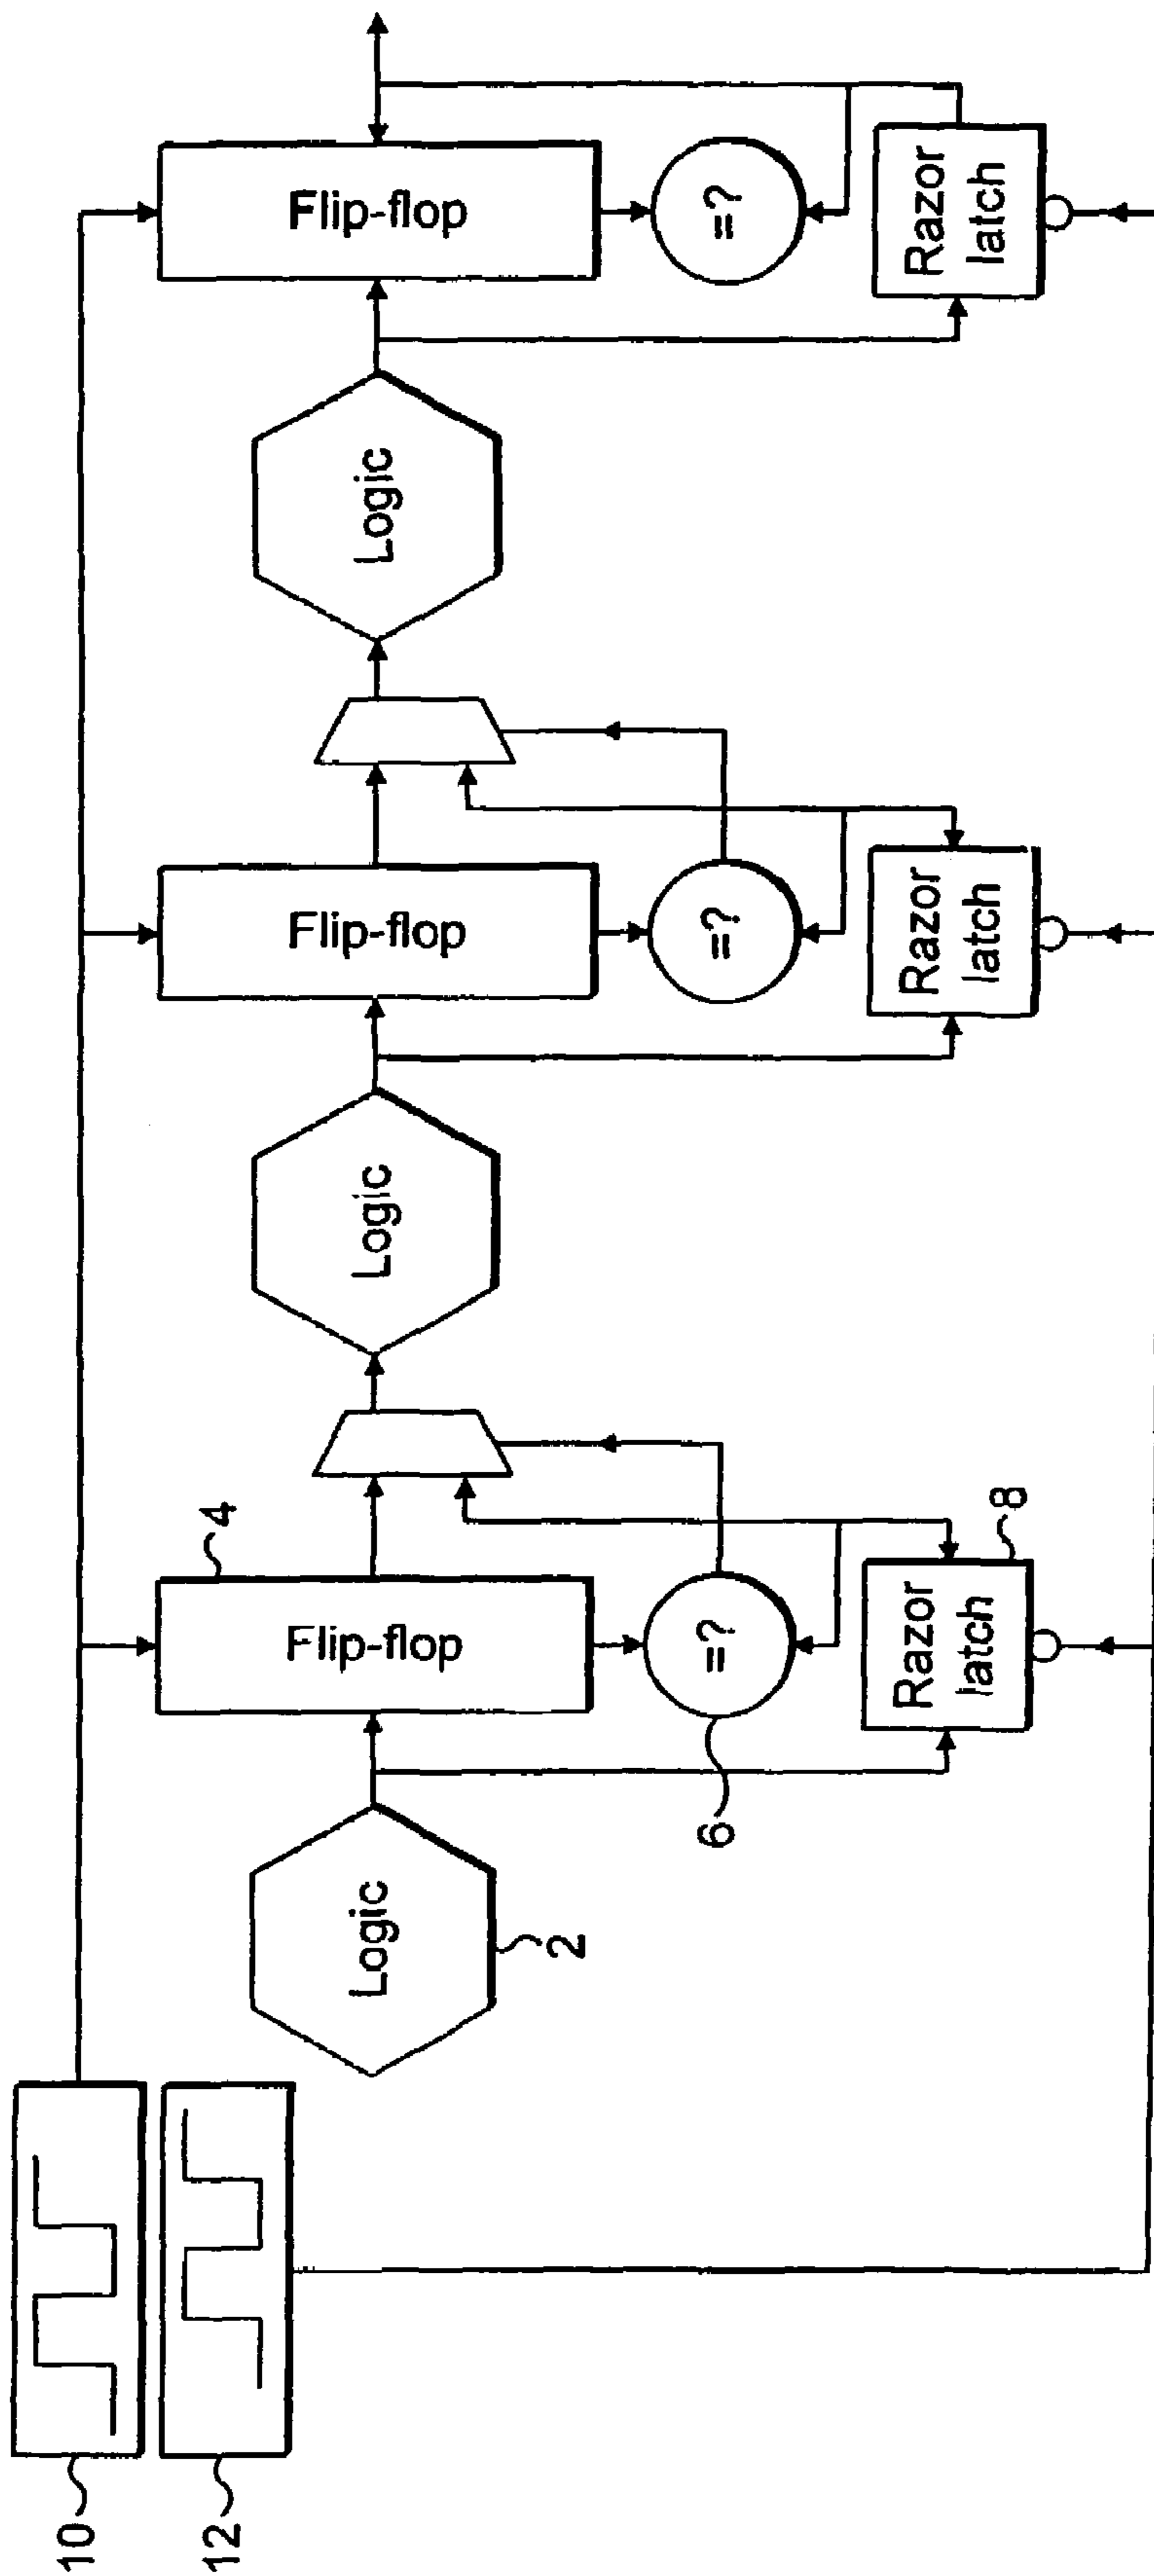 10
12
Logic
2
Flip-flop
4
=?
6
Razor
latch
8
Logic
Flip-flop
=?
Razor
latch
Logic
Flip-flop
=?
Razor
latch